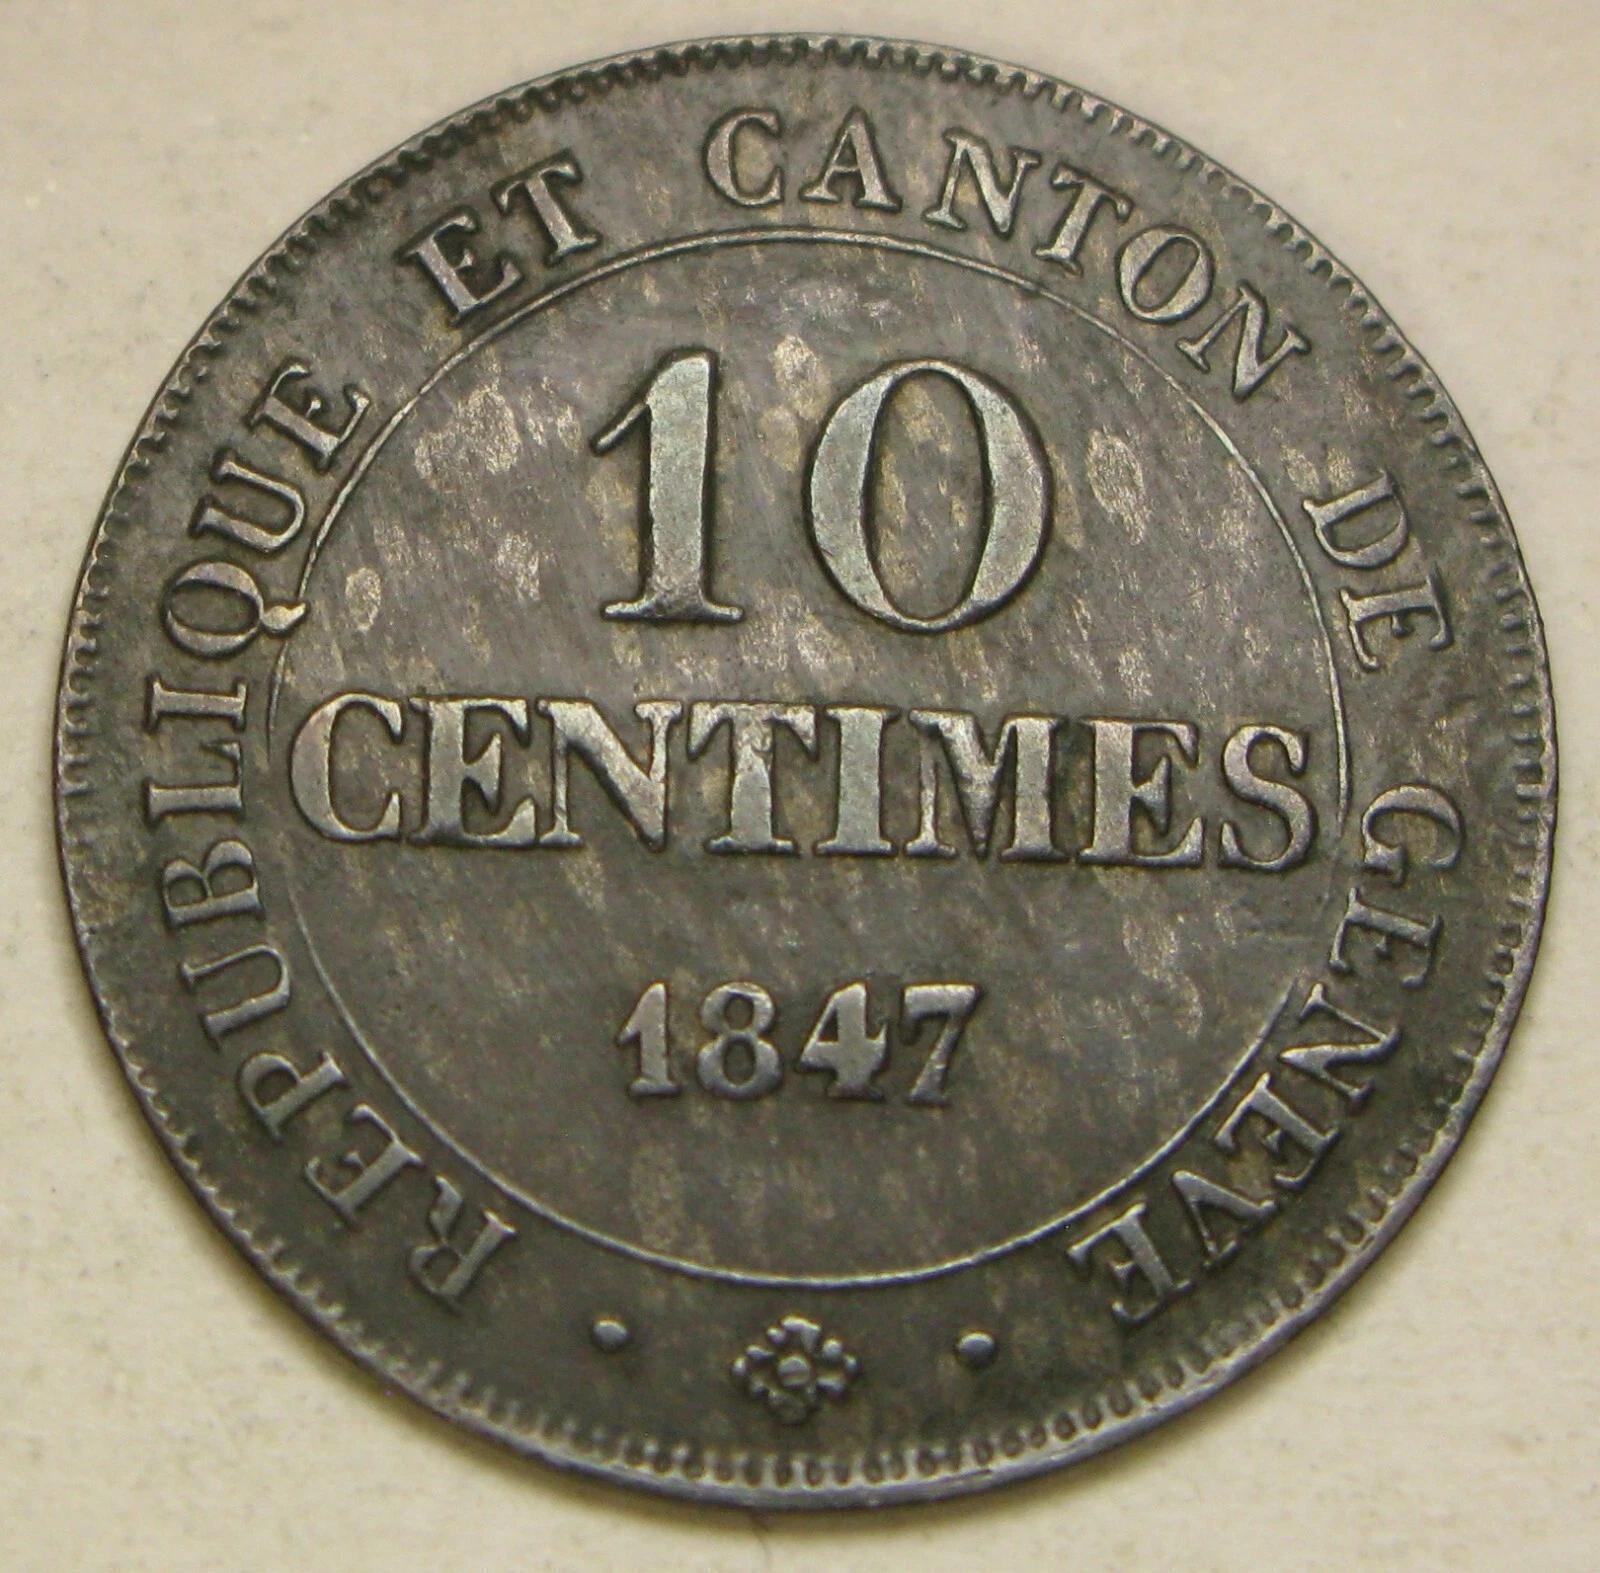 REPUBLIQUE ET CANTON DE GENEVE
10
CENTIMES
1847